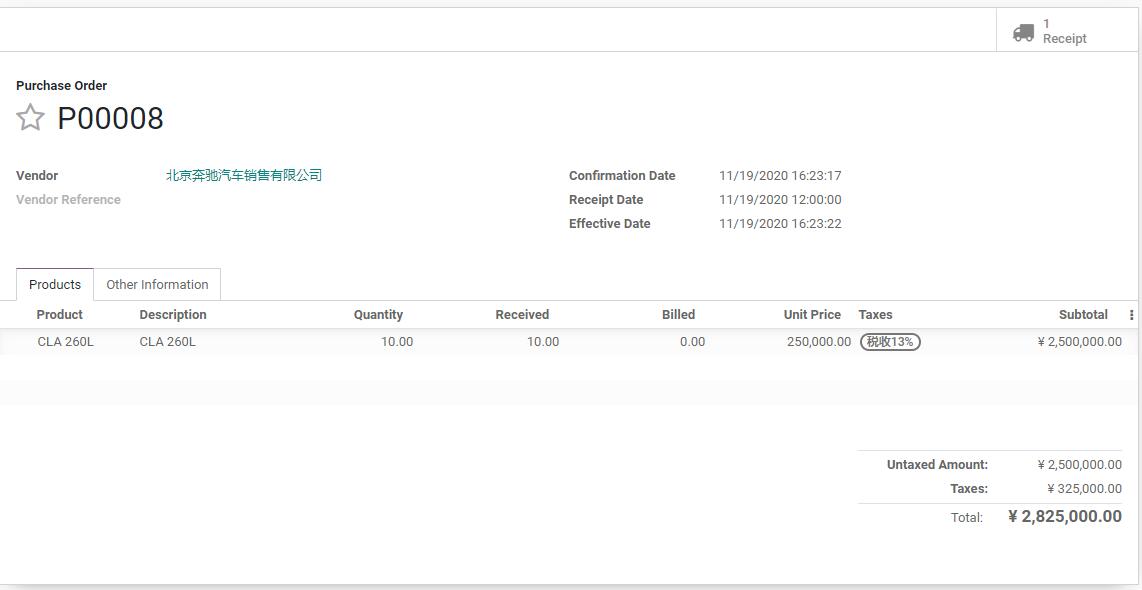 1
Receipt
Purchase Order
P00008
Vendor 北京奔驰汽车销售有限公司 Confirmation Date 11/19/2020 16:23:17
Vendor Reference Receipt Date 11/19/2020 12:00:00
Effective Date 11/19/2020 16:23:22
Products Other Information
Product Description Quantity Received Billed Unit Price Taxes Subtotal
CLA 260L CLA 260L 10.00 10.00 0.00 250,000.00 税收13% ¥ 2,500,000.00
Untaxed Amount: ¥ 2,500,000.00
Taxes: ¥ 325,000.00
Total: ¥ 2,825,000.00